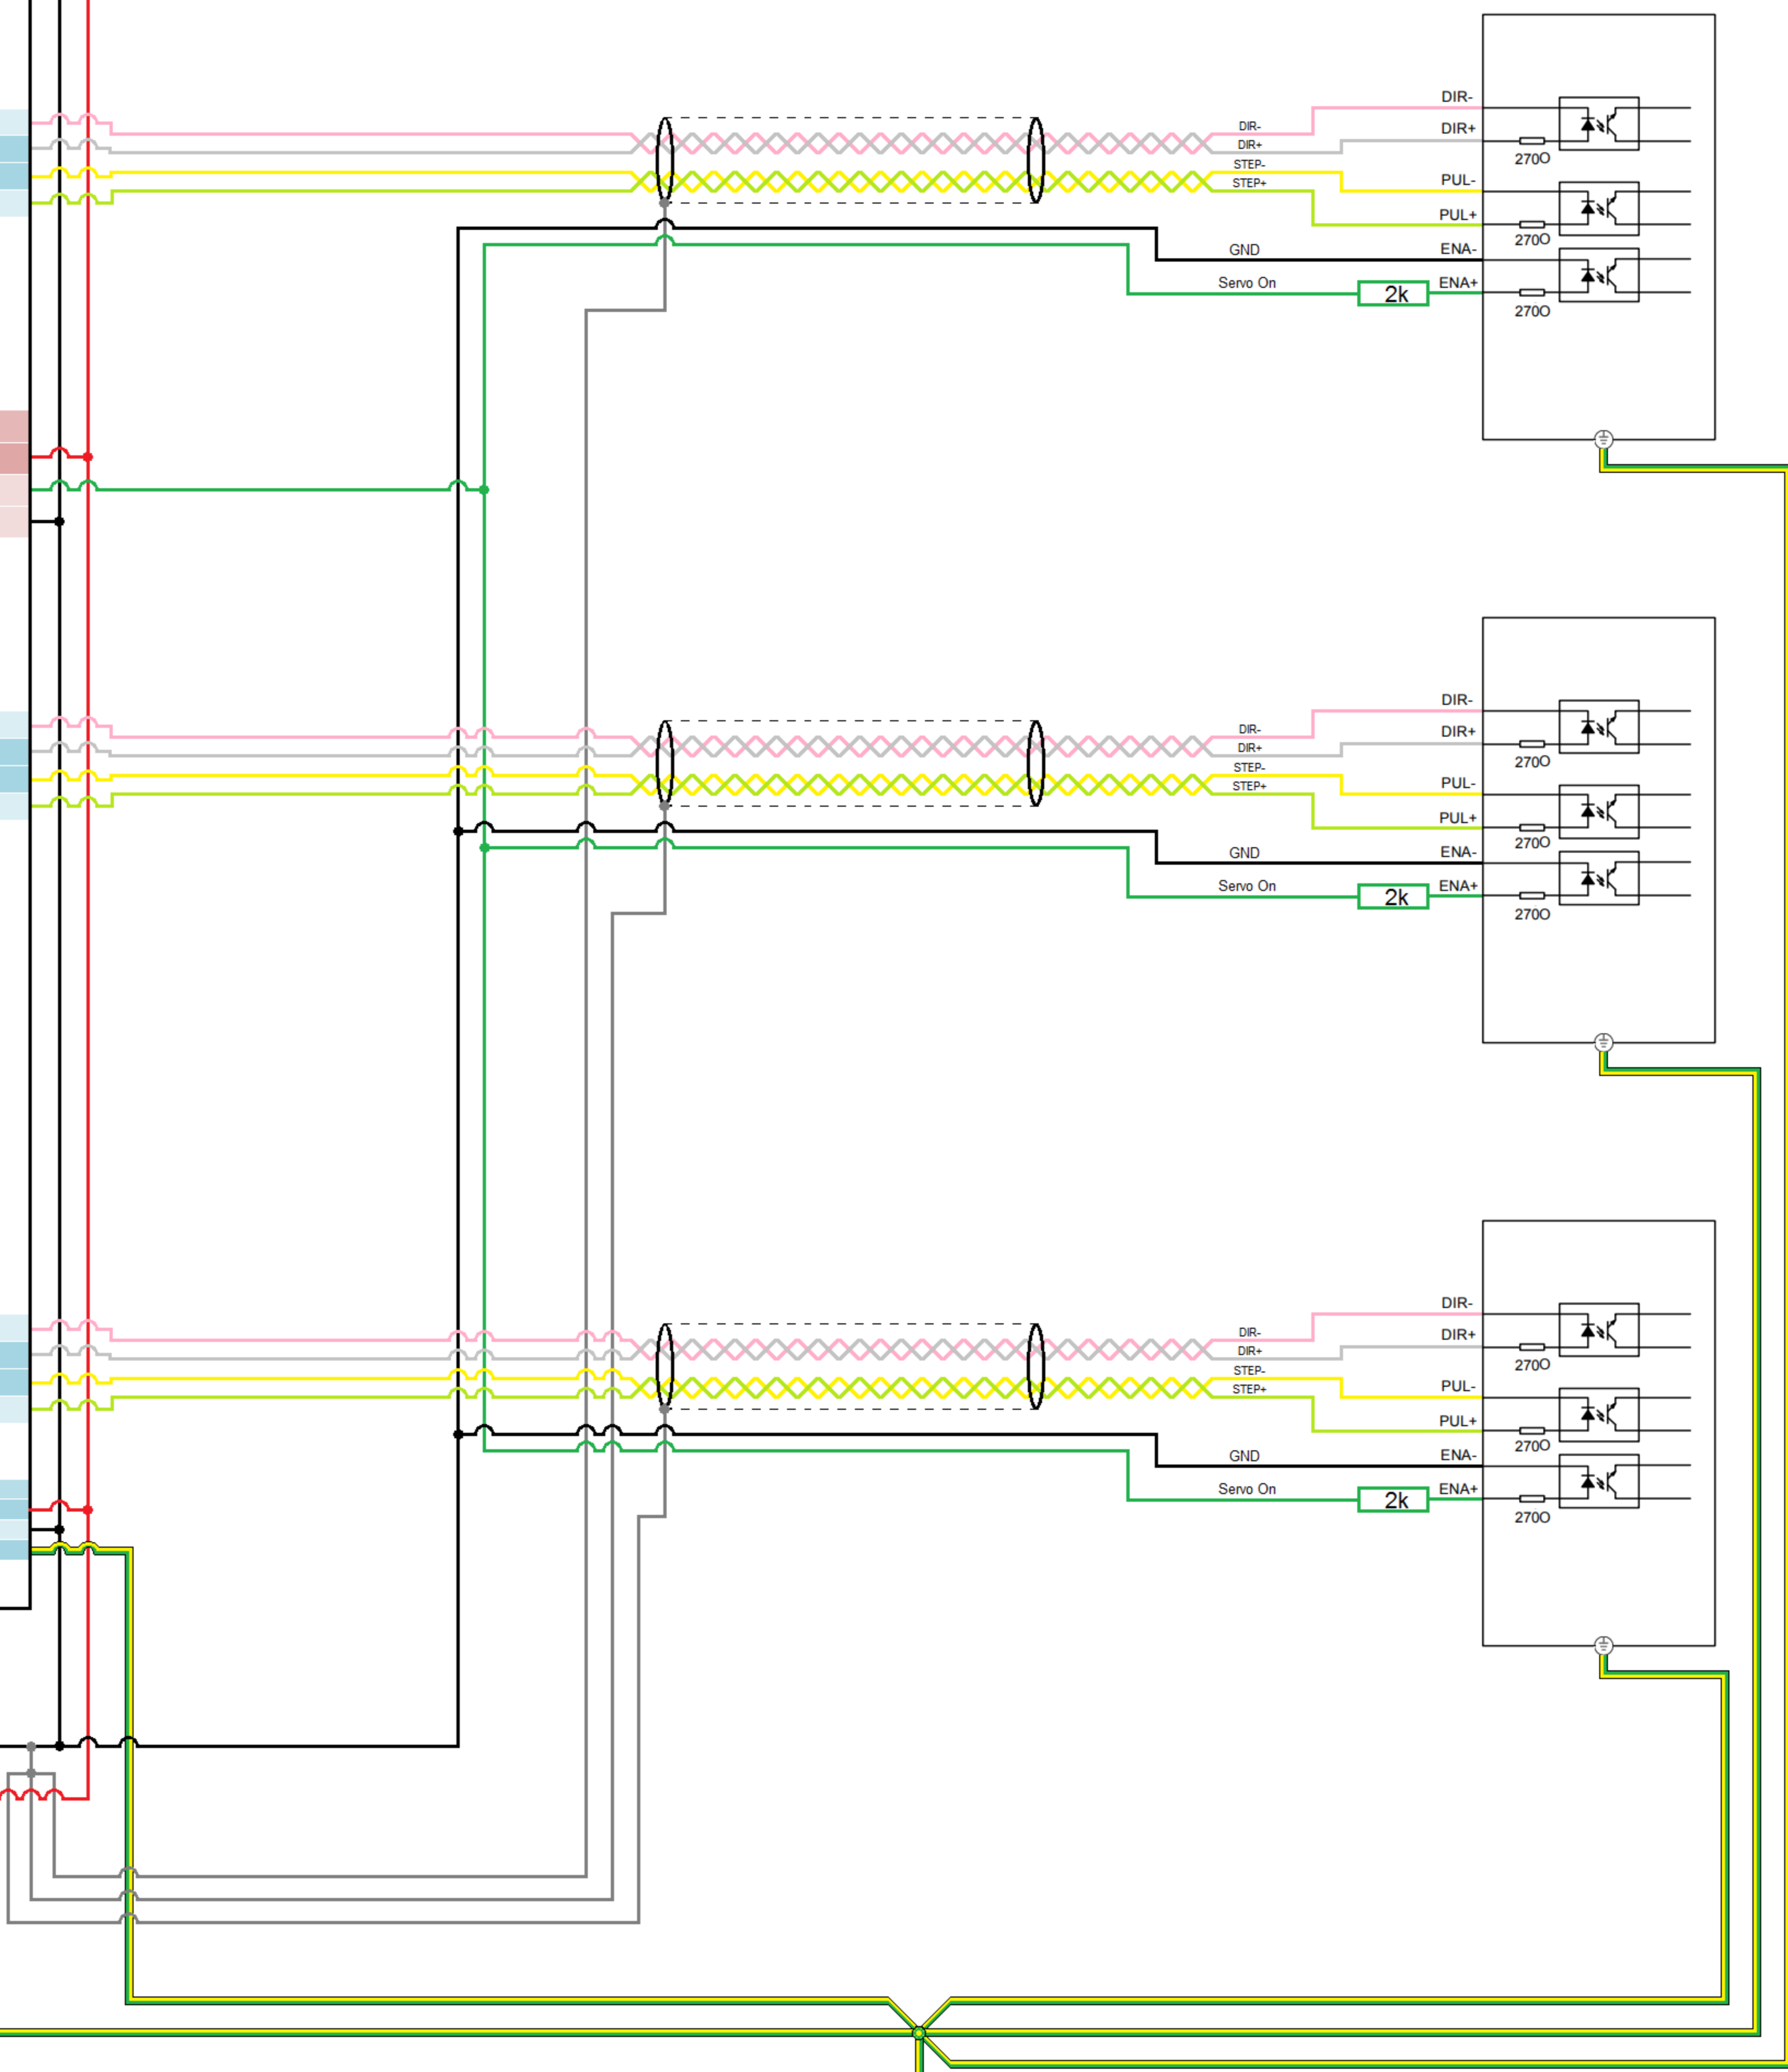 DIR-
DIR-
DIR+
DIR+
270O
STEP-
PUL-
STEP+
PUL+
270O
GND
ENA-
Servo On
2k
ENA+
270O
DIR-
DIR-
DIR+
DIR+
270O
STEP-
PUL-
STEP+
PUL+
270O
GND
ENA-
Servo On
2k
ENA+
270O
DIR-
DIR-
DIR+
DIR+
270O
STEP-
PUL-
STEP+
PUL+
270O
GND
ENA-
Servo On
2k
ENA+
270O